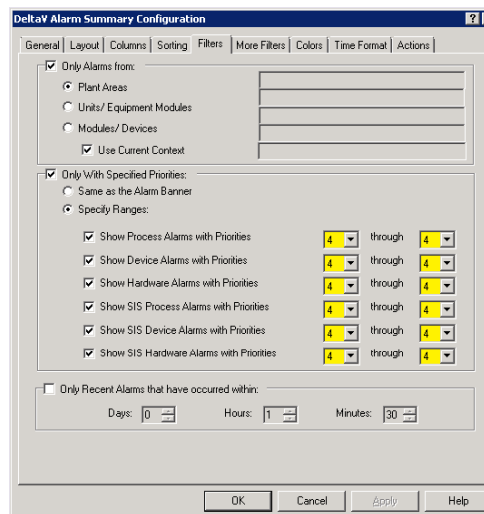 DeltaV Alarm Summary Configuration ?
General Layout Columns Sorting Filters More Filters Colors Time Format Actions
Only Alarms from:
Plant Areas
Units/ Equipment Modules
Modules/ Devices
Use Current Context
Only With Specified Priorities:
Same as the Alarm Banner
Specify Ranges:
Show Process Alarms with Priorities 4 through 4
Show Device Alarms with Priorities 4 through 4
Show Hardware Alarms with Priorities 4 through 4
Show SIS Process Alarms with Priorities 4 through 4
Show SIS Device Alarms with Priorities 4 through 4
Show SIS Hardware Alarms with Priorities 4 through 4
Only Recent Alarms that have occurred within:
Days: 0 Hours: 1 Minutes: 30
OK Cancel Apply Help